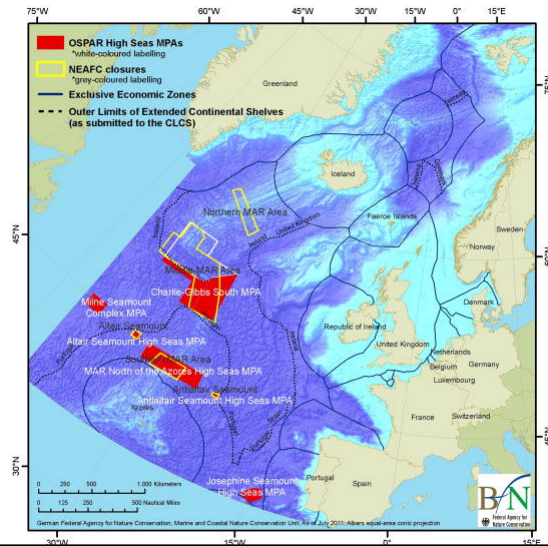 75°W
60°W
15°W
0°
15°E
OSPAR High Seas MPAs
*white-coloured labelling
NEAFC closures
*grey-coloured labelling
Exclusive Economic Zones
Outer Limits of Extended Continental Shelves
(as submitted to the CLCS)
Greenland
75°N
Norway
Iceland
Northern MAR Area
Ireland
United Kingdom
Faeroe Islands
Sweden
Norway
45°W
Middle MAR Area
Charlie-Gibbs South MPA
Milne Seamount
Complex MPA
Altair Seamount
Altair Seamount High Seas MPA
Southern MAR Area
MAR North of the Azores High Seas MPA
Antialtair Seamount
Antialtair Seamount High Seas MPA
Azores
Portugal
Republic of Ireland
United Kingdom
Denmark
Netherlands
Belgium
Germany
Luxembourg
France
Switzerland
45°N
30°N
Josephine Seamount
High Seas MPA
Portugal
Spain
0 250 500 1 000 Kilometers
0 125 250 500 Nautical Miles
BfN
Federal Agency
for
Nature Conservation
German Federal Agency for Nature Conservation, Marine and Coastal Nature Conservation Unit. As of July 2011. Albers equal-area conic projection
30°W
15°W
0°